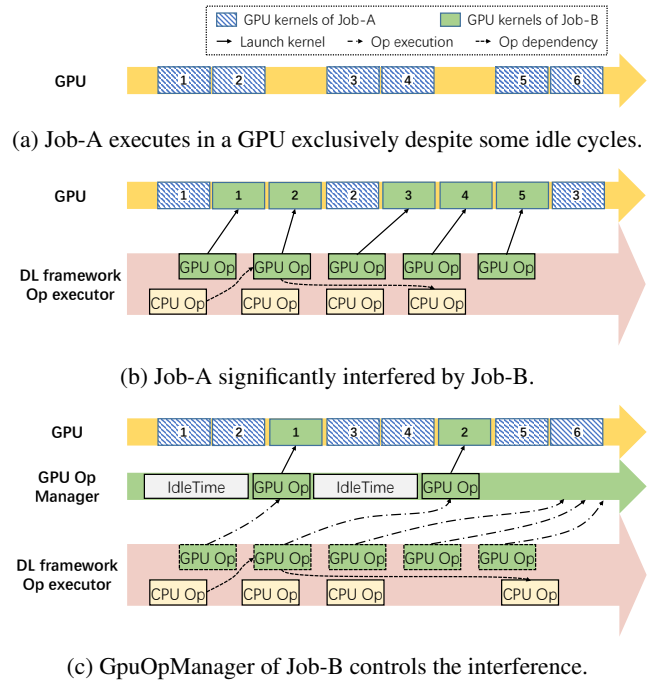 GPU kernels of Job-A GPU kernels of Job-B
Launch kernel Op execution Op dependency
GPU 1 2 3 4 5 6
(a) Job-A executes in a GPU exclusively despite some idle cycles.
GPU 1 1 2 2 3 4 5 3
DL framework
Op executor
GPU Op GPU Op GPU Op GPU Op GPU Op
CPU Op CPU Op CPU Op CPU Op
(b) Job-A significantly interfered by Job-B.
GPU 1 2 1 3 4 2 5 6
GPU Op
Manager
IdleTime GPU Op IdleTime GPU Op
DL framework
Op executor
GPU Op GPU Op GPU Op GPU Op GPU Op
CPU Op CPU Op CPU Op CPU Op
(c) GpuOpManager of Job-B controls the interference.